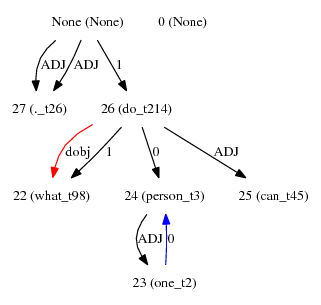 None (None) 0 (None)
ADJ ADJ 1
27 (._t26) 26 (do_t214)
dobj 1 0 ADJ
22 (what_t98) 24 (person_t3) 25 (can_t45)
ADJ 0
23 (one_t2)